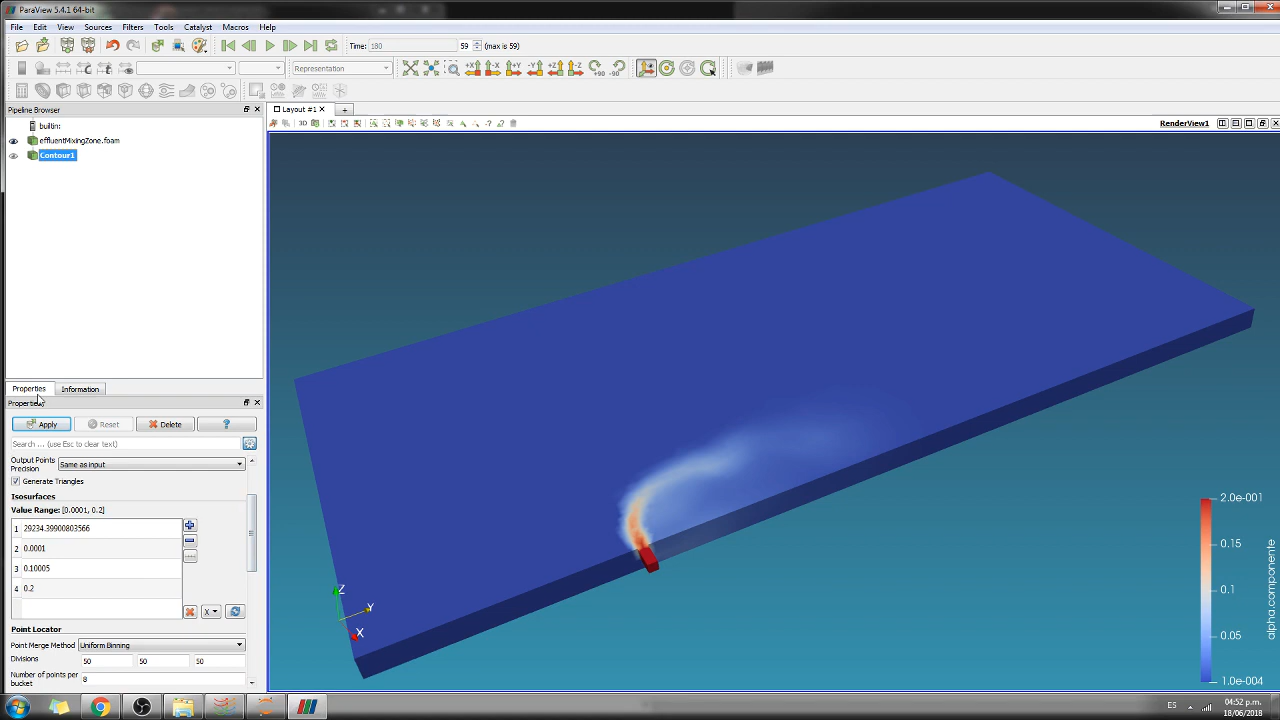 ParaView 5.4.1 64-bit
File Edit View Sources Filters Tools Catalyst Macros Help
Time: 180 59 (max is 59)
Representation
+X -X +Y -Y +Z -Z +90 -90
Pipeline Browser
Layout #1 X +
builtin:
3D
RenderView1
effluentMixingZone.foam
Contour1
Properties Information
Properties
Apply Reset Delete ?
Search ... (use Esc to clear text)
Output Points Precision Same as input
Generate Triangles
Isosurfaces
Value Range: [0.0001, 0.2]
1 29234.39900803566
2 0.0001
3 0.10005
4 0.2
X
Point Locator
Point Merge Method Uniform Binning
Divisions 50 50 50
Number of points per bucket 8
Z
Y
X
2.0e-001
0.15
0.1
0.05
1.0e-004
alpha.componente
ES
04:52 p.m.
18/06/2018